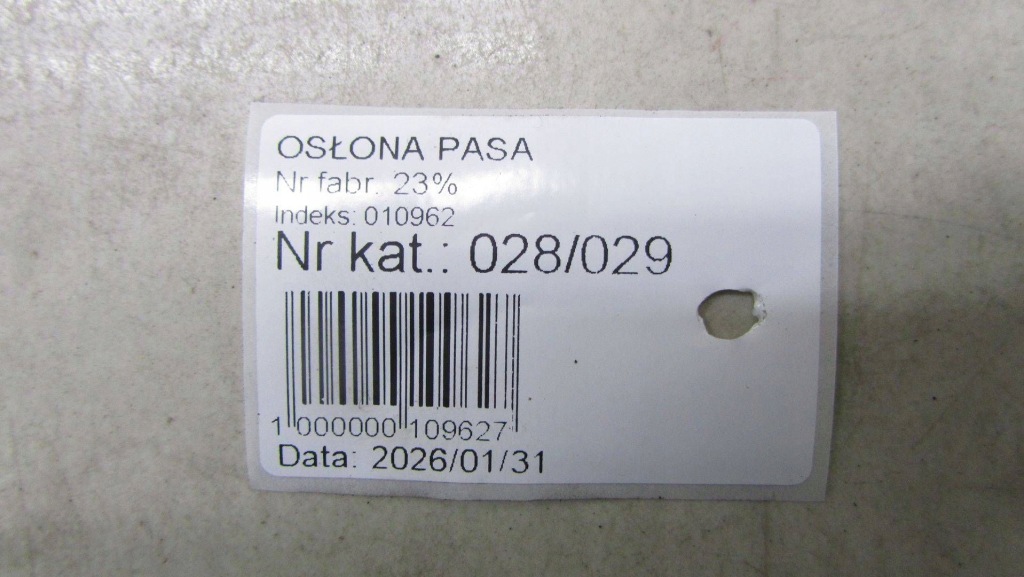 OSŁONA PASA
Nr fabr. 23%
Indeks: 010962
Nr kat.: 028/029
1 000000 109627
Data: 2026/01/31